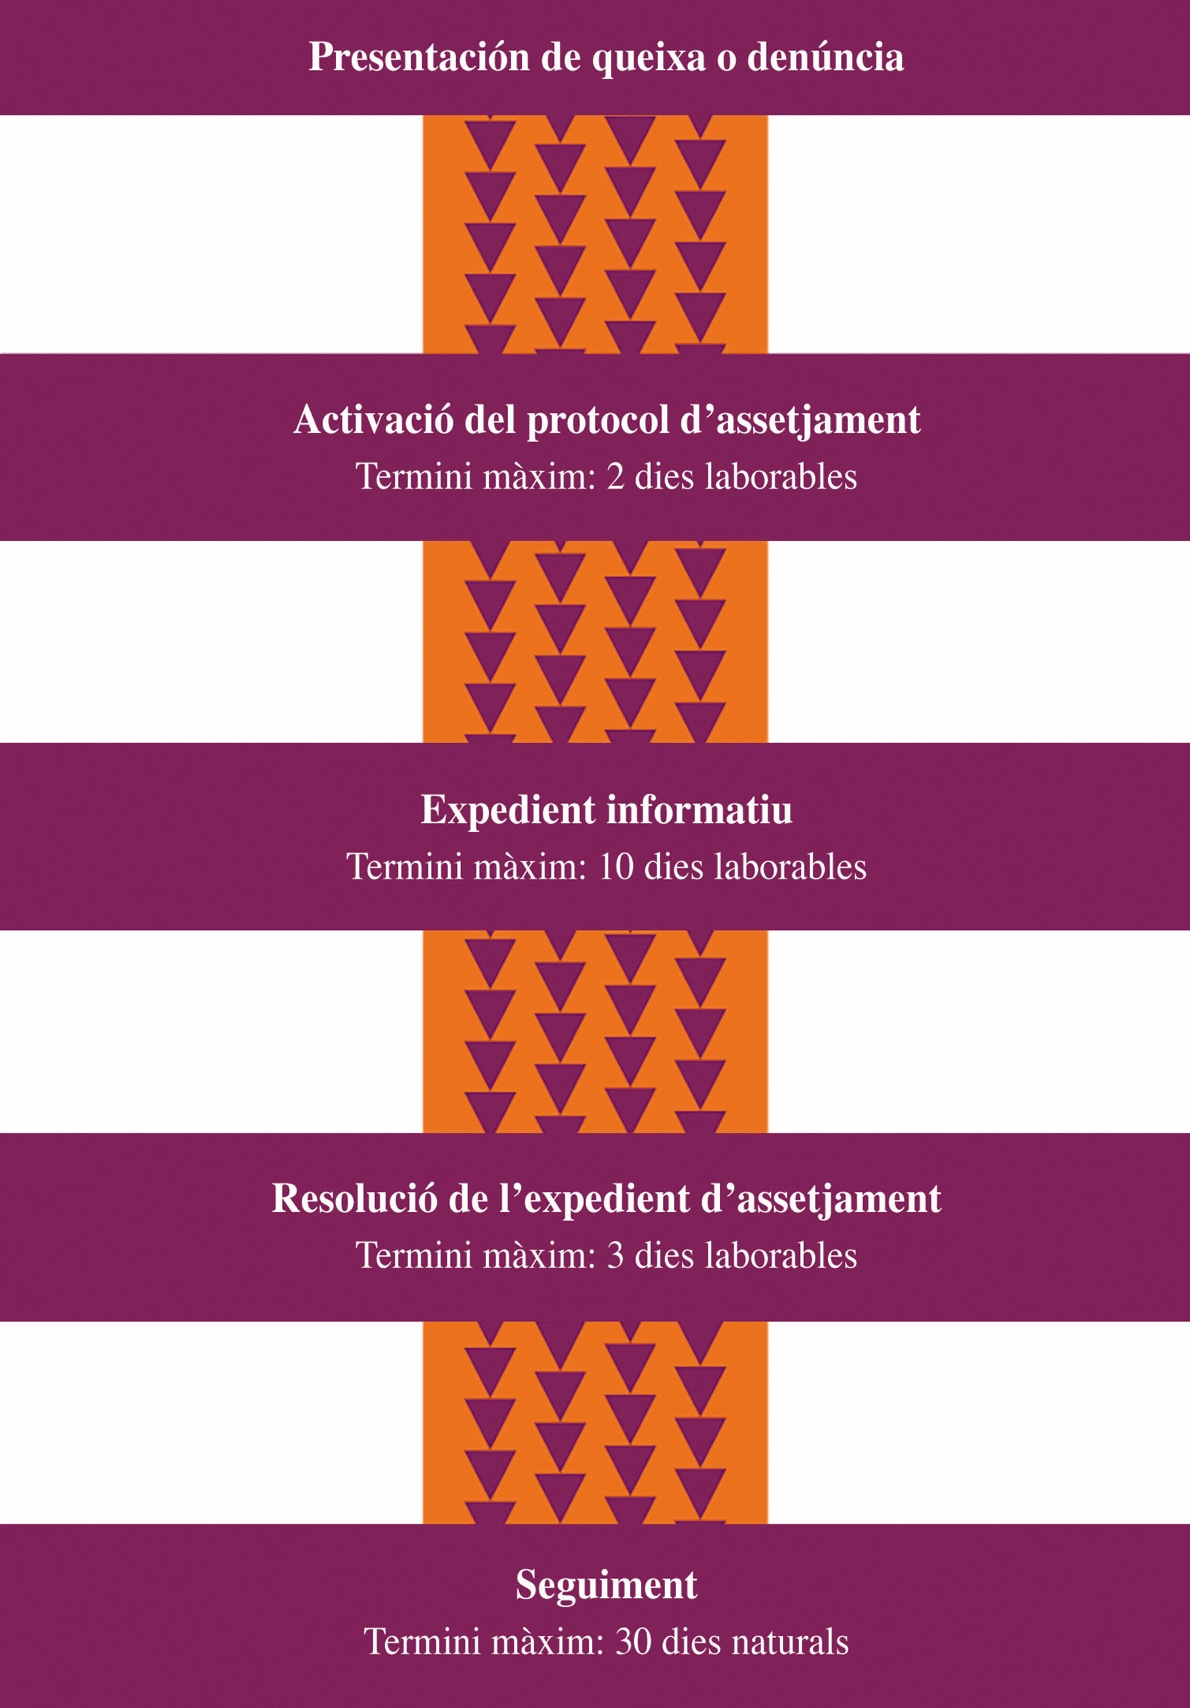 Presentación de queixa o denúncia
Activació del protocol d’assetjament
Termini màxim: 2 dies laborables
Expedient informatiu
Termini màxim: 10 dies laborables
Resolució de l’expedient d’assetjament
Termini màxim: 3 dies laborables
Seguiment
Termini màxim: 30 dies naturals